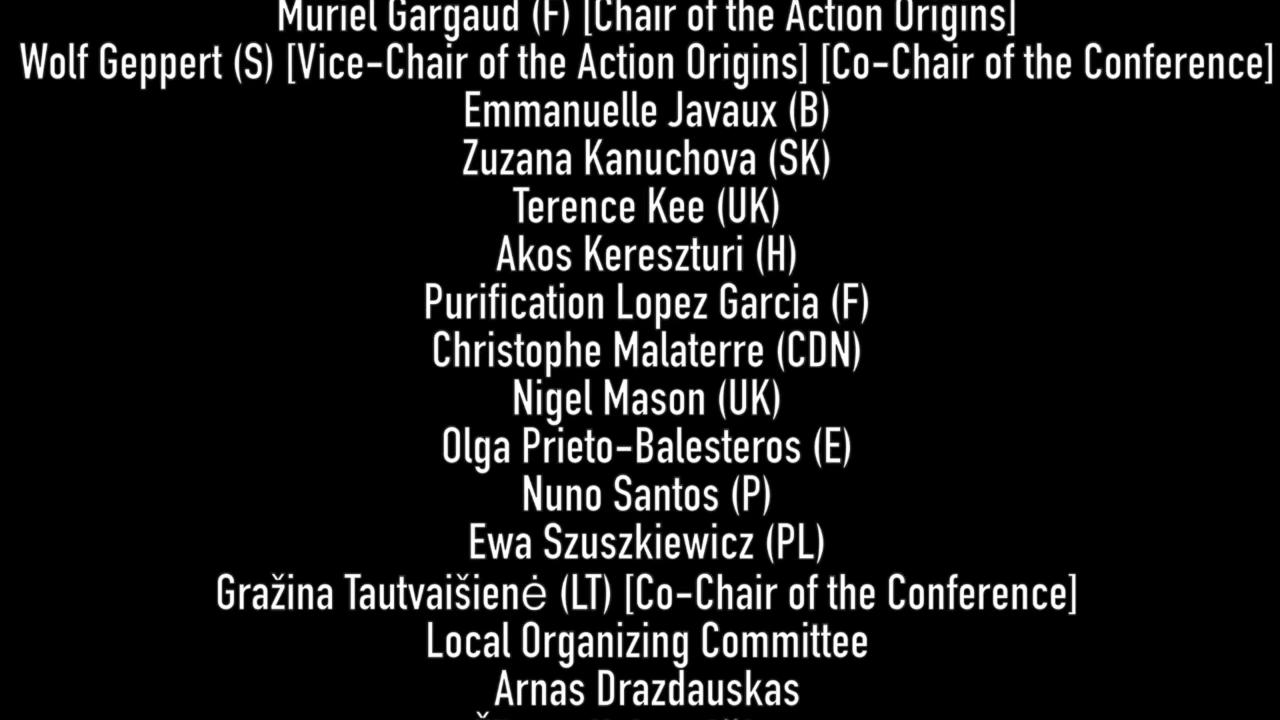 Muriel Gargaud (F) [Chair of the Action Origins]
Wolf Geppert (S) [Vice-Chair of the Action Origins] [Co-Chair of the Conference]
Emmanuelle Javaux (B)
Zuzana Kanuchova (SK)
Terence Kee (UK)
Akos Kereszturi (H)
Purification Lopez Garcia (F)
Christophe Malaterre (CDN)
Nigel Mason (UK)
Olga Prieto-Balesteros (E)
Nuno Santos (P)
Ewa Szuszkiewicz (PL)
Gražina Tautvaišienė (LT) [Co-Chair of the Conference]
Local Organizing Committee
Arnas Drazdauskas